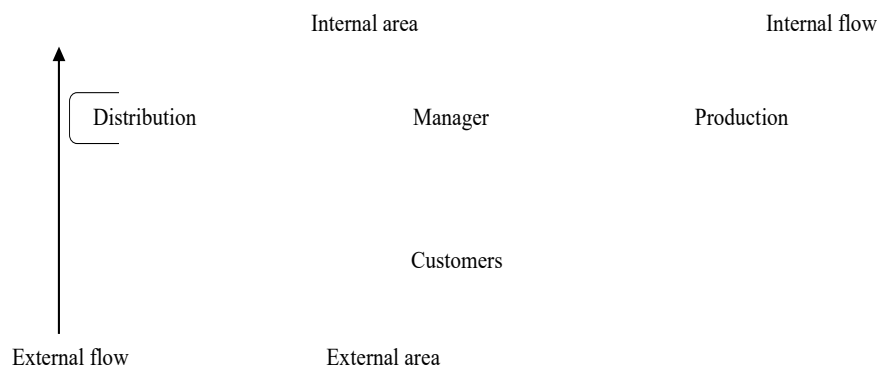 Internal area Internal flow
Distribution Manager Production
Customers
External flow External area